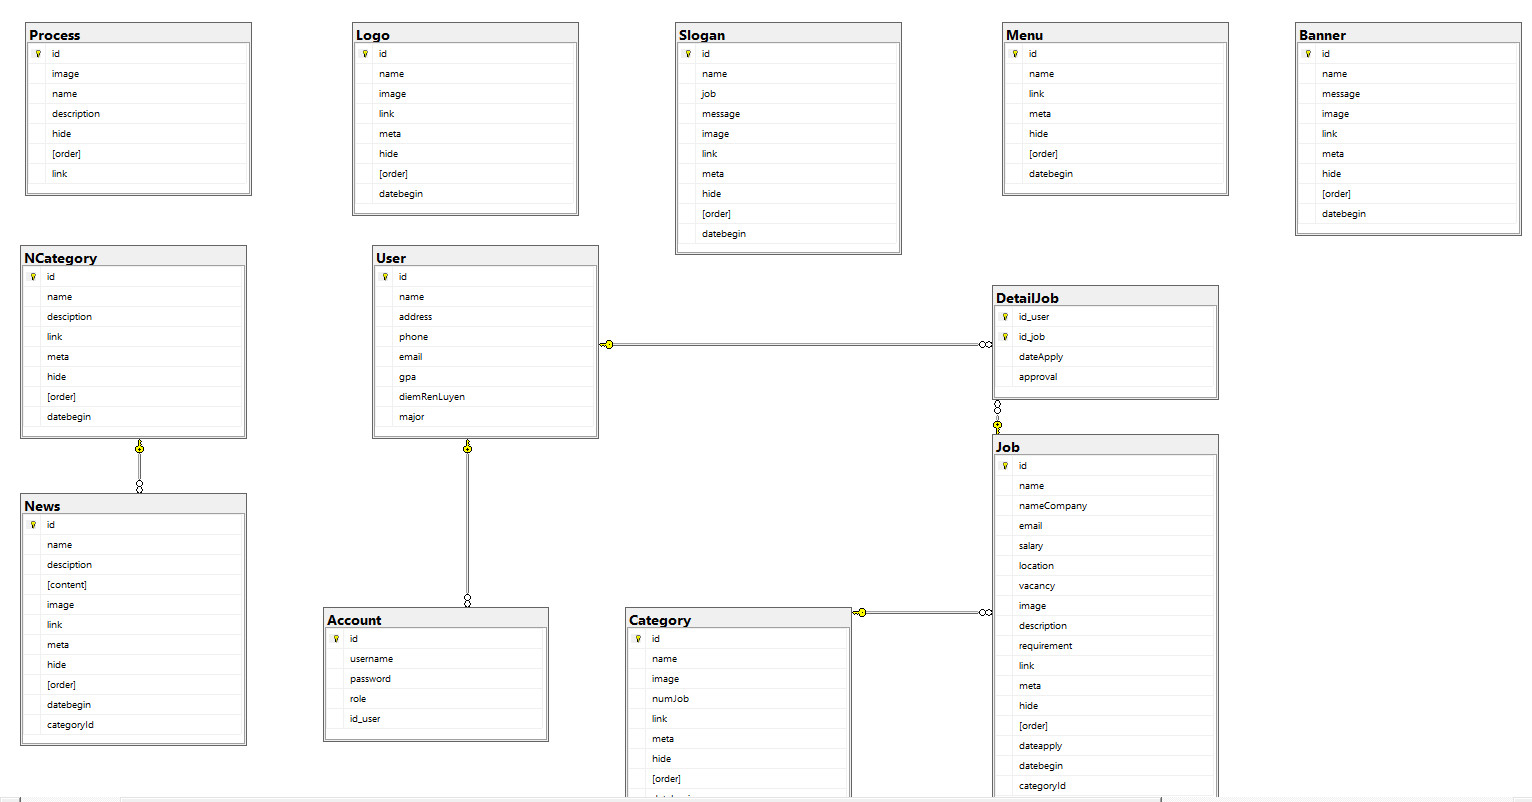 Process
id
image
name
description
hide
[order]
link
Logo
id
name
image
link
meta
hide
[order]
datebegin
Slogan
id
name
job
message
image
link
meta
hide
[order]
datebegin
Menu
id
name
link
meta
hide
[order]
datebegin
Banner
id
name
message
image
link
meta
hide
[order]
datebegin
NCategory
id
name
desciption
link
meta
hide
[order]
datebegin
User
id
name
address
phone
email
gpa
diemRenLuyen
major
DetailJob
id_user
id_job
dateApply
approval
News
id
name
desciption
[content]
image
link
meta
hide
[order]
datebegin
categoryId
Account
id
username
password
role
id_user
Category
id
name
image
numJob
link
meta
hide
[order]
Job
id
name
nameCompany
email
salary
location
vacancy
image
description
requirement
link
meta
hide
[order]
dateapply
datebegin
categoryId